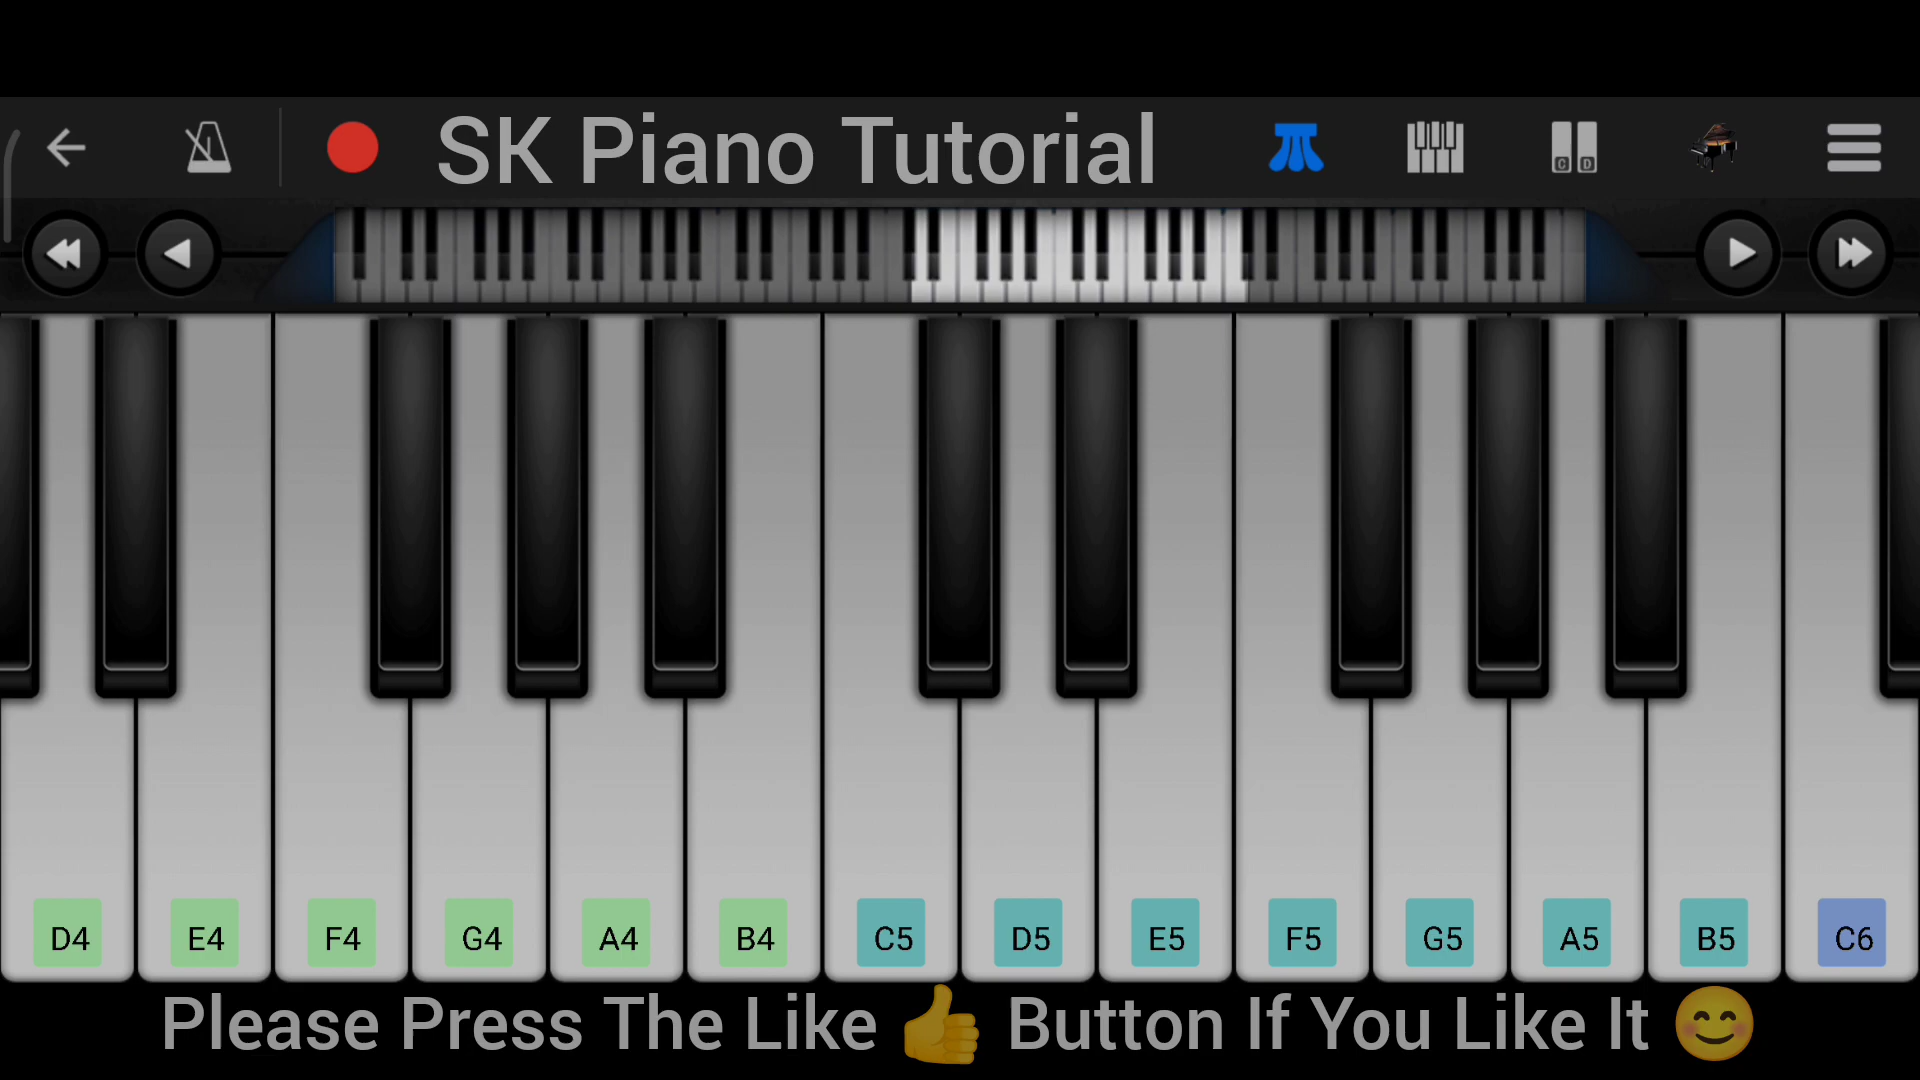 SK Piano Tutorial
C D
D4 E4 F4 G4 A4 B4 C5 D5 E5 F5 G5 A5 B5 C6
Please Press The Like 👍 Button If You Like It 😊